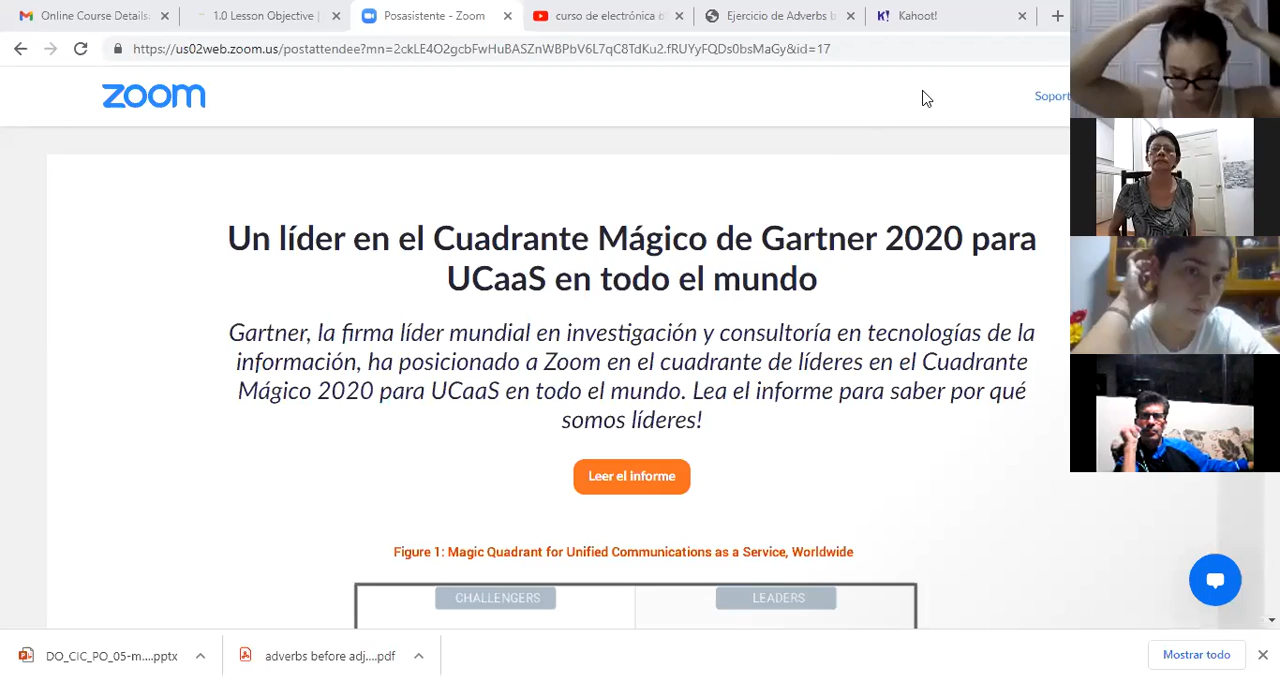 Online Course Details.
1.0 Lesson Objective |
Posasistente - Zoom
curso de electrónica
Ejercicio de Adverbs b
K!
Kahoot!
https://us02web.zoom.us/postattendee?mn=2ckLE4O2gcbFwHuBASZnWBPbV6L7qC8TdKu2.fRUYyFQDs0bsMaGy&id=17
zoom
Soport
Un líder en el Cuadrante Mágico de Gartner 2020 para
UCaaS en todo el mundo
Gartner, la firma líder mundial en investigación y consultoría en tecnologías de la
información, ha posicionado a Zoom en el cuadrante de líderes en el Cuadrante
Mágico 2020 para UCaaS en todo el mundo. Lea el informe para saber por qué
somos líderes!
Leer el informe
Figure 1: Magic Quadrant for Unified Communications as a Service, Worldwide
CHALLENGERS
LEADERS
DO_CIC_PO_05-m....pptx
adverbs before adj....pdf
Mostrar todo